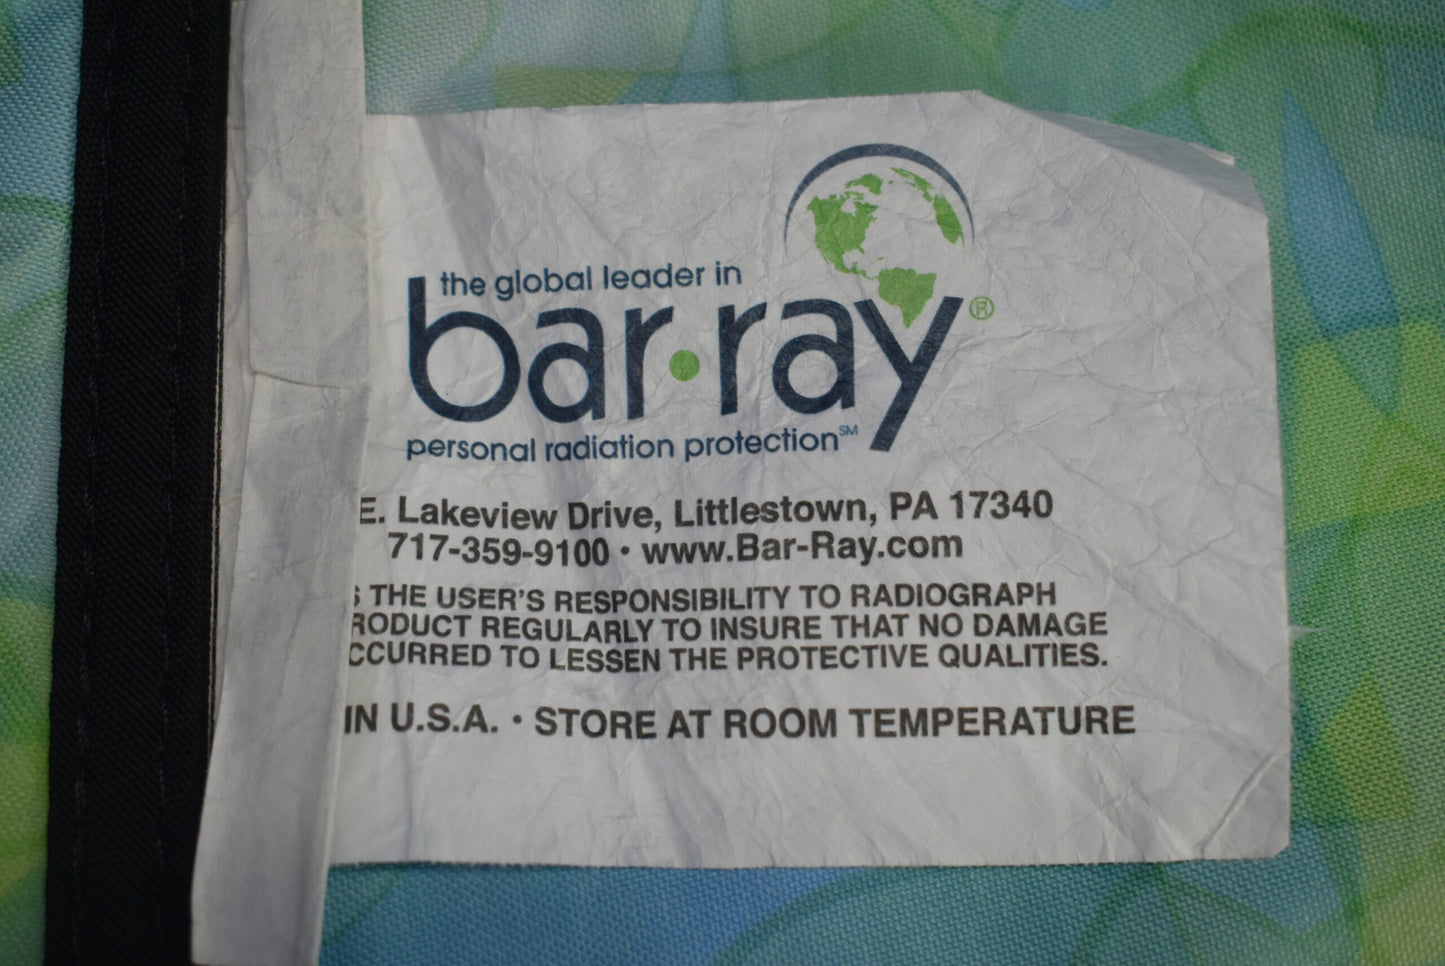 the global leader in
bar·ray®
personal radiation protection℠
E. Lakeview Drive, Littlestown, PA 17340
717-359-9100 • www.Bar-Ray.com
THE USER'S RESPONSIBILITY TO RADIOGRAPH
RODUCT REGULARLY TO INSURE THAT NO DAMAGE
CCURRED TO LESSEN THE PROTECTIVE QUALITIES.
IN U.S.A. • STORE AT ROOM TEMPERATURE